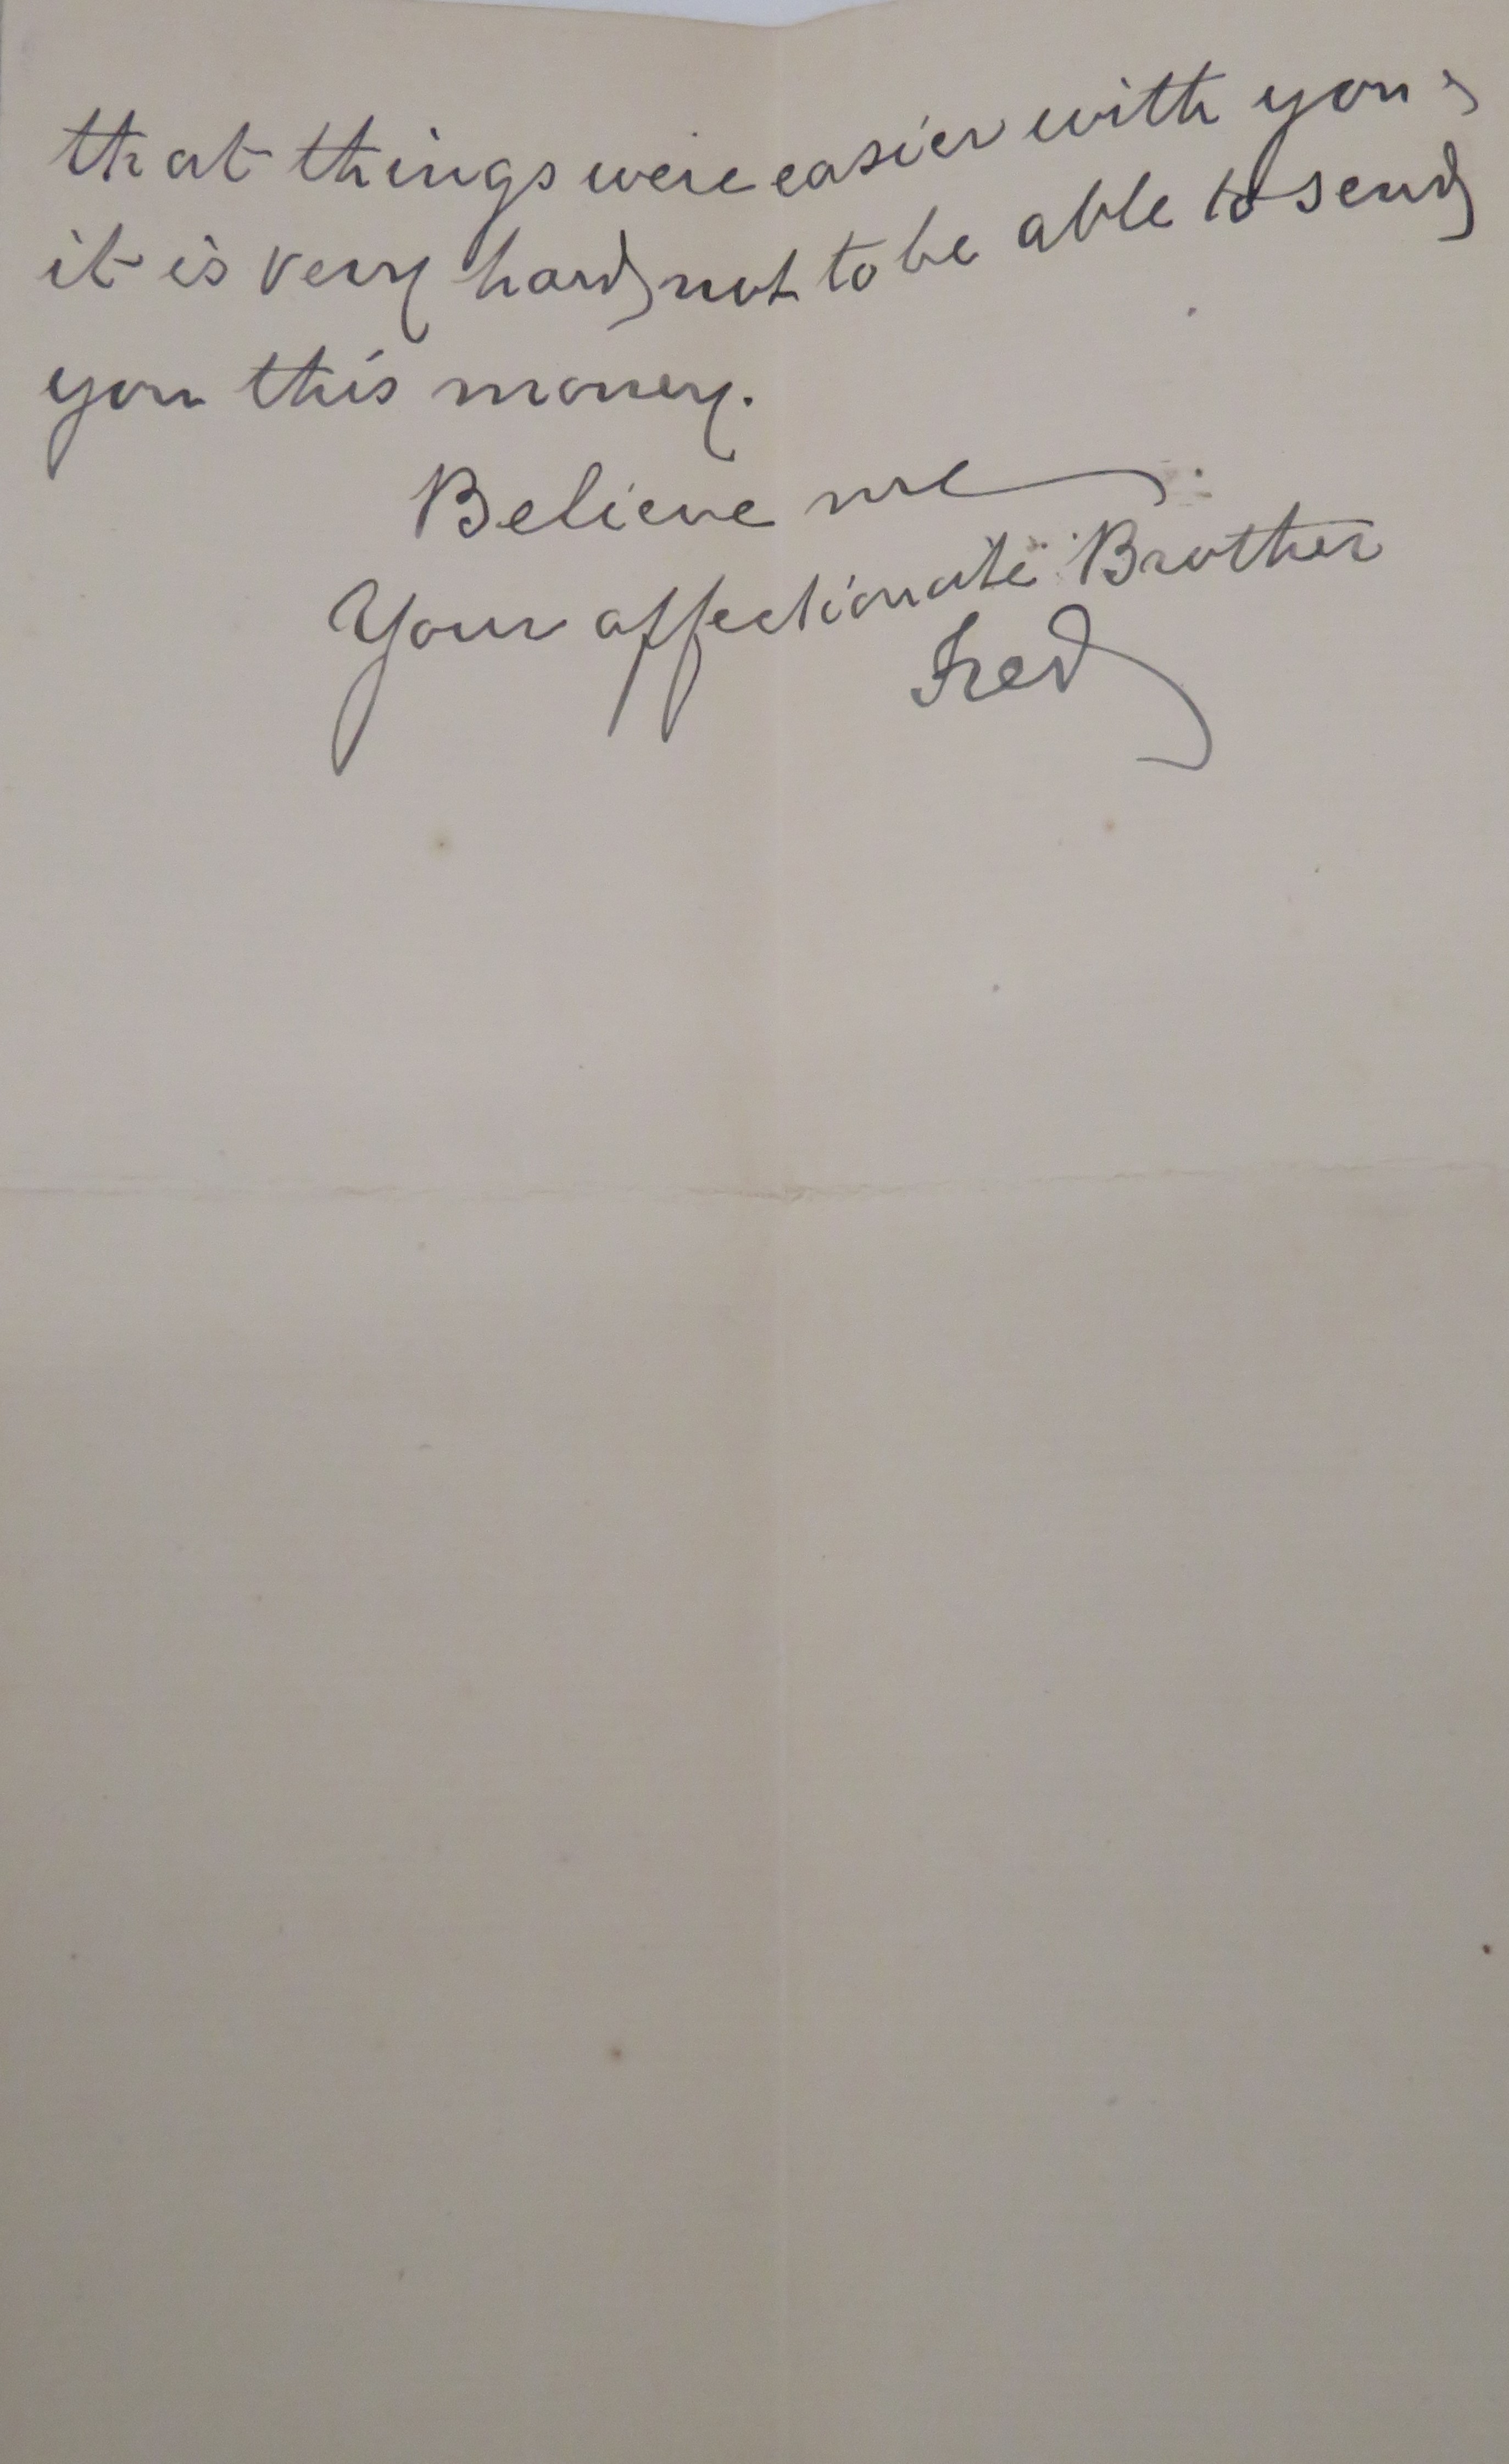 that things were easier with you,
it is very hard not to be able to send
you this money.
Believe me
Your affectionate Brother
Fred